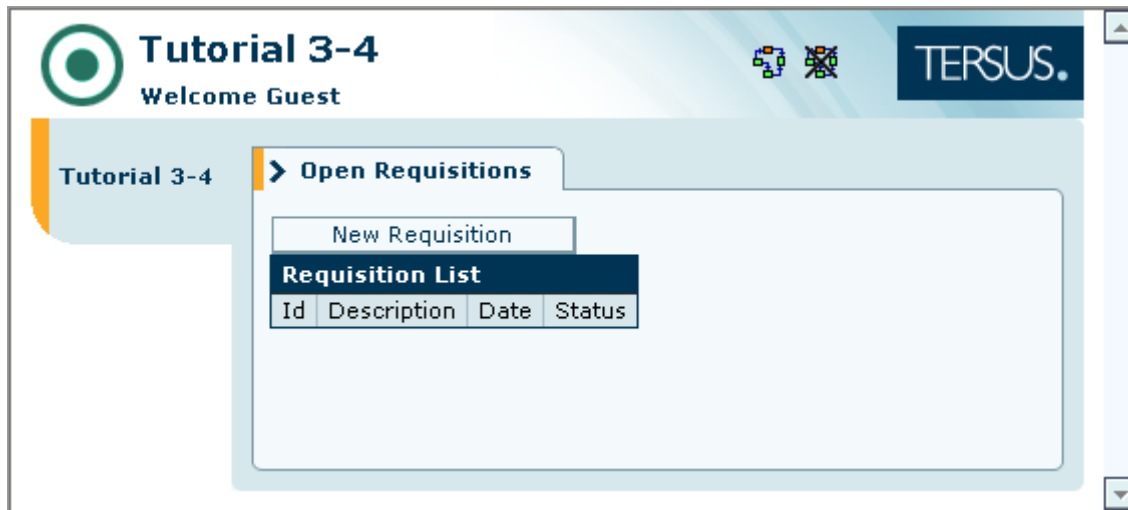 Tutorial 3-4
Welcome Guest
TERSUS.
Tutorial 3-4
Open Requisitions
New Requisition
Requisition List
Id Description Date Status